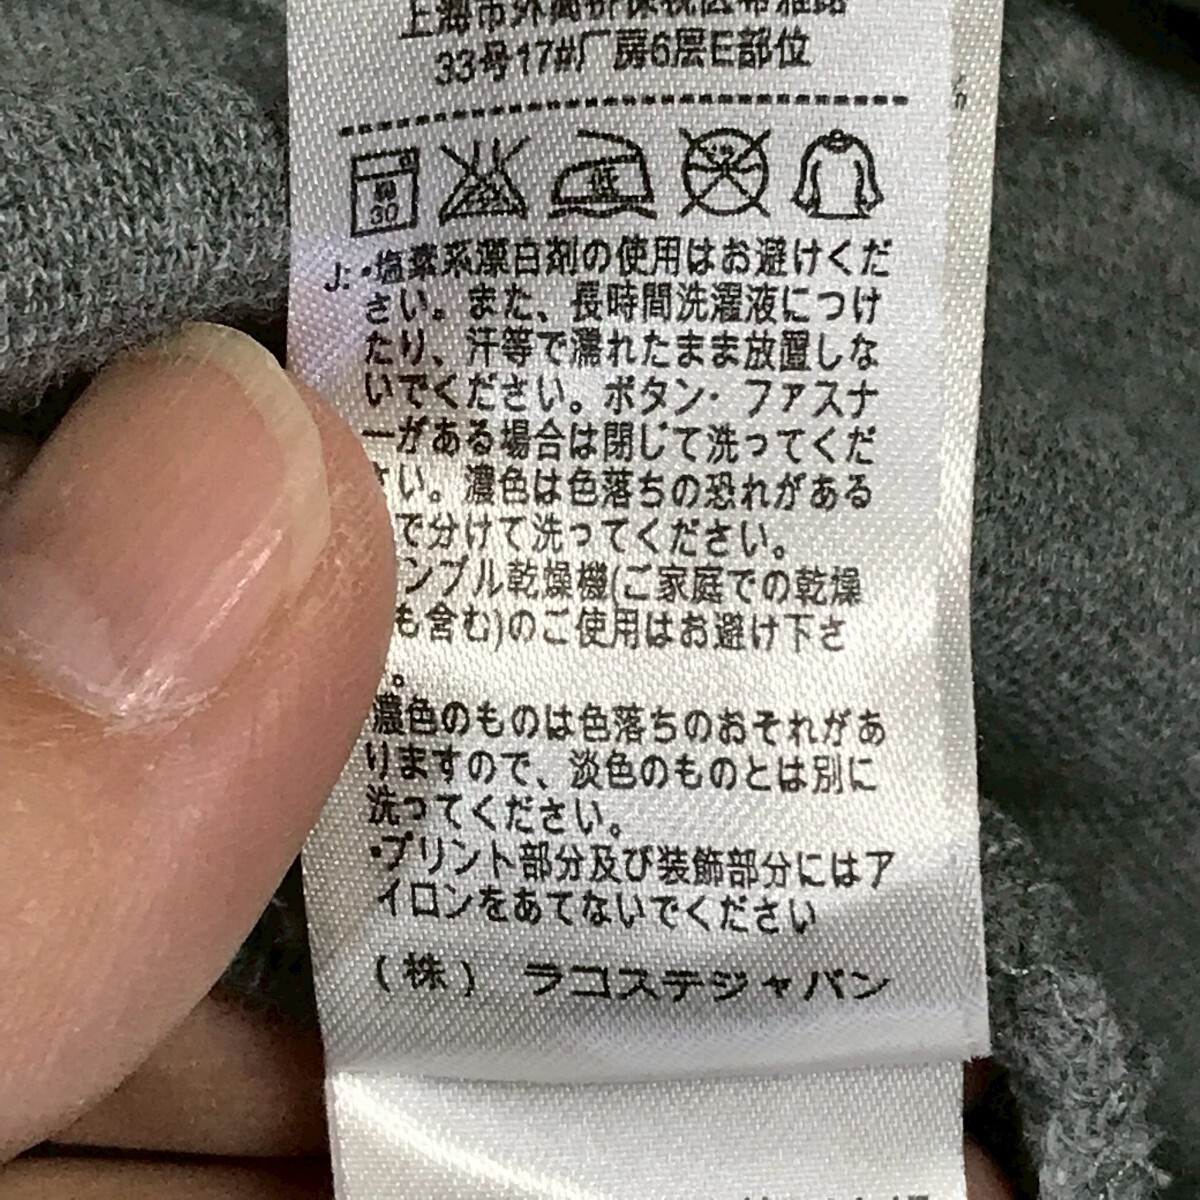 上海市外高桥保税区希雅路
33号17#厂房6层E部位
弱
30
低
J: ・塩素系漂白剤の使用はお避けくだ
さい。また、長時間洗濯液につけ
たり、汗等で濡れたまま放置しな
いでください。ボタン・ファスナ
ーがある場合は閉じて洗ってくだ
さい。濃色は色落ちの恐れがある
で分けて洗ってください。
ンブル乾燥機(ご家庭での乾燥
も含む)のご使用はお避け下さ
。
濃色のものは色落ちのおそれがあ
りますので、淡色のものとは別に
洗ってください。
・プリント部分及び装飾部分にはア
イロンをあてないでください
(株) ラコステジャパン